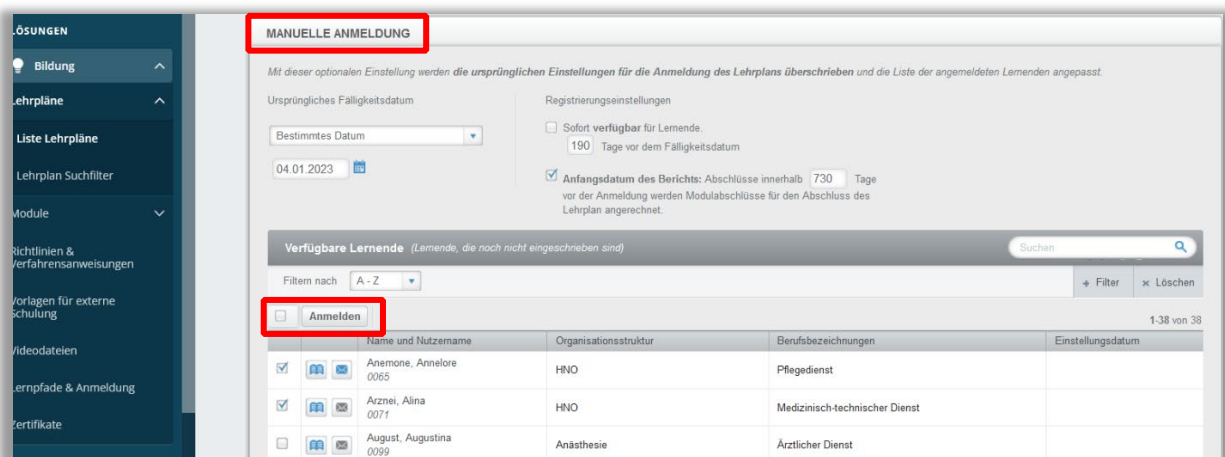 LÖSUNGEN
Bildung
Lehrpläne
Liste Lehrpläne
Lehrplan Suchfilter
Module
Richtlinien &
Verfahrensanweisungen
Vorlagen für externe
Schulung
Videodateien
Lernpfade & Anmeldung
Zertifikate
MANUELLE ANMELDUNG
Mit dieser optionalen Einstellung werden die ursprünglichen Einstellungen für die Anmeldung des Lehrplans überschrieben und die Liste der angemeldeten Lernenden angepasst.
Ursprüngliches Fälligkeitsdatum
Bestimmtes Datum
04.01.2023
Registrierungseinstellungen
Sofort verfügbar für Lernende.
190 Tage vor dem Fälligkeitsdatum
Anfangsdatum des Berichts: Abschlüsse innerhalb 730 Tage
vor der Anmeldung werden Modulabschlüsse für den Abschluss des
Lehrplan angerechnet.
Verfügbare Lernende (Lernende, die noch nicht eingeschrieben sind)
Suchen
Filtern nach A - Z
+ Filter × Löschen
Anmelden
1-38 von 38
Name und Nutzername Organisationsstruktur Berufsbezeichnungen Einstellungsdatum
Anemone, Annelore
0065
HNO Pflegedienst
Arznei, Alina
0071
HNO Medizinisch-technischer Dienst
August, Augustina
0099
Anästhesie Ärztlicher Dienst